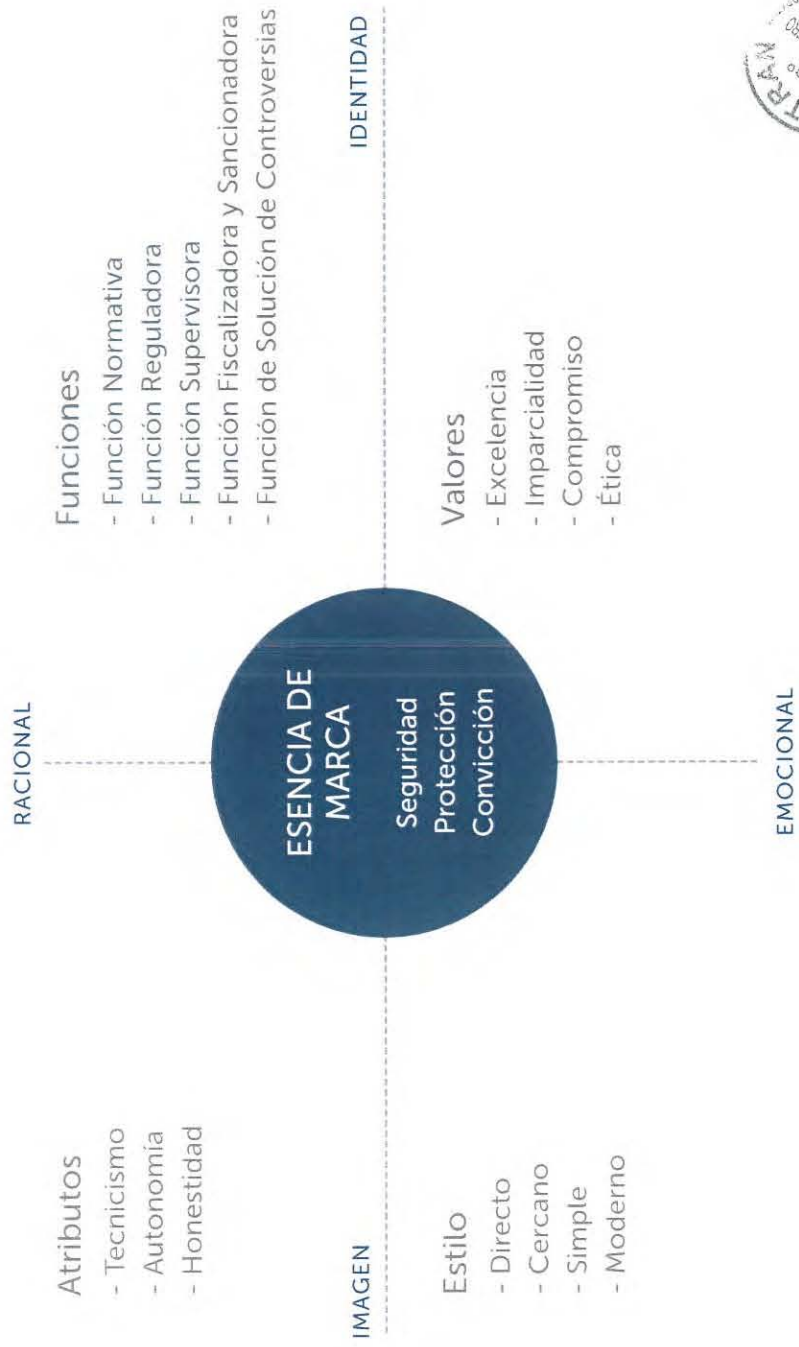 RACIONAL
Atributos
- Tecnicismo
- Autonomía
- Honestidad
Funciones
- Función Normativa
- Función Reguladora
- Función Supervisora
- Función Fiscalizadora y Sancionadora
- Función de Solución de Controversias
IMAGEN
ESENCIA DE
MARCA
Seguridad
Protección
Convicción
IDENTIDAD
Estilo
- Directo
- Cercano
- Simple
- Moderno
Valores
- Excelencia
- Imparcialidad
- Compromiso
- Ética
EMOCIONAL